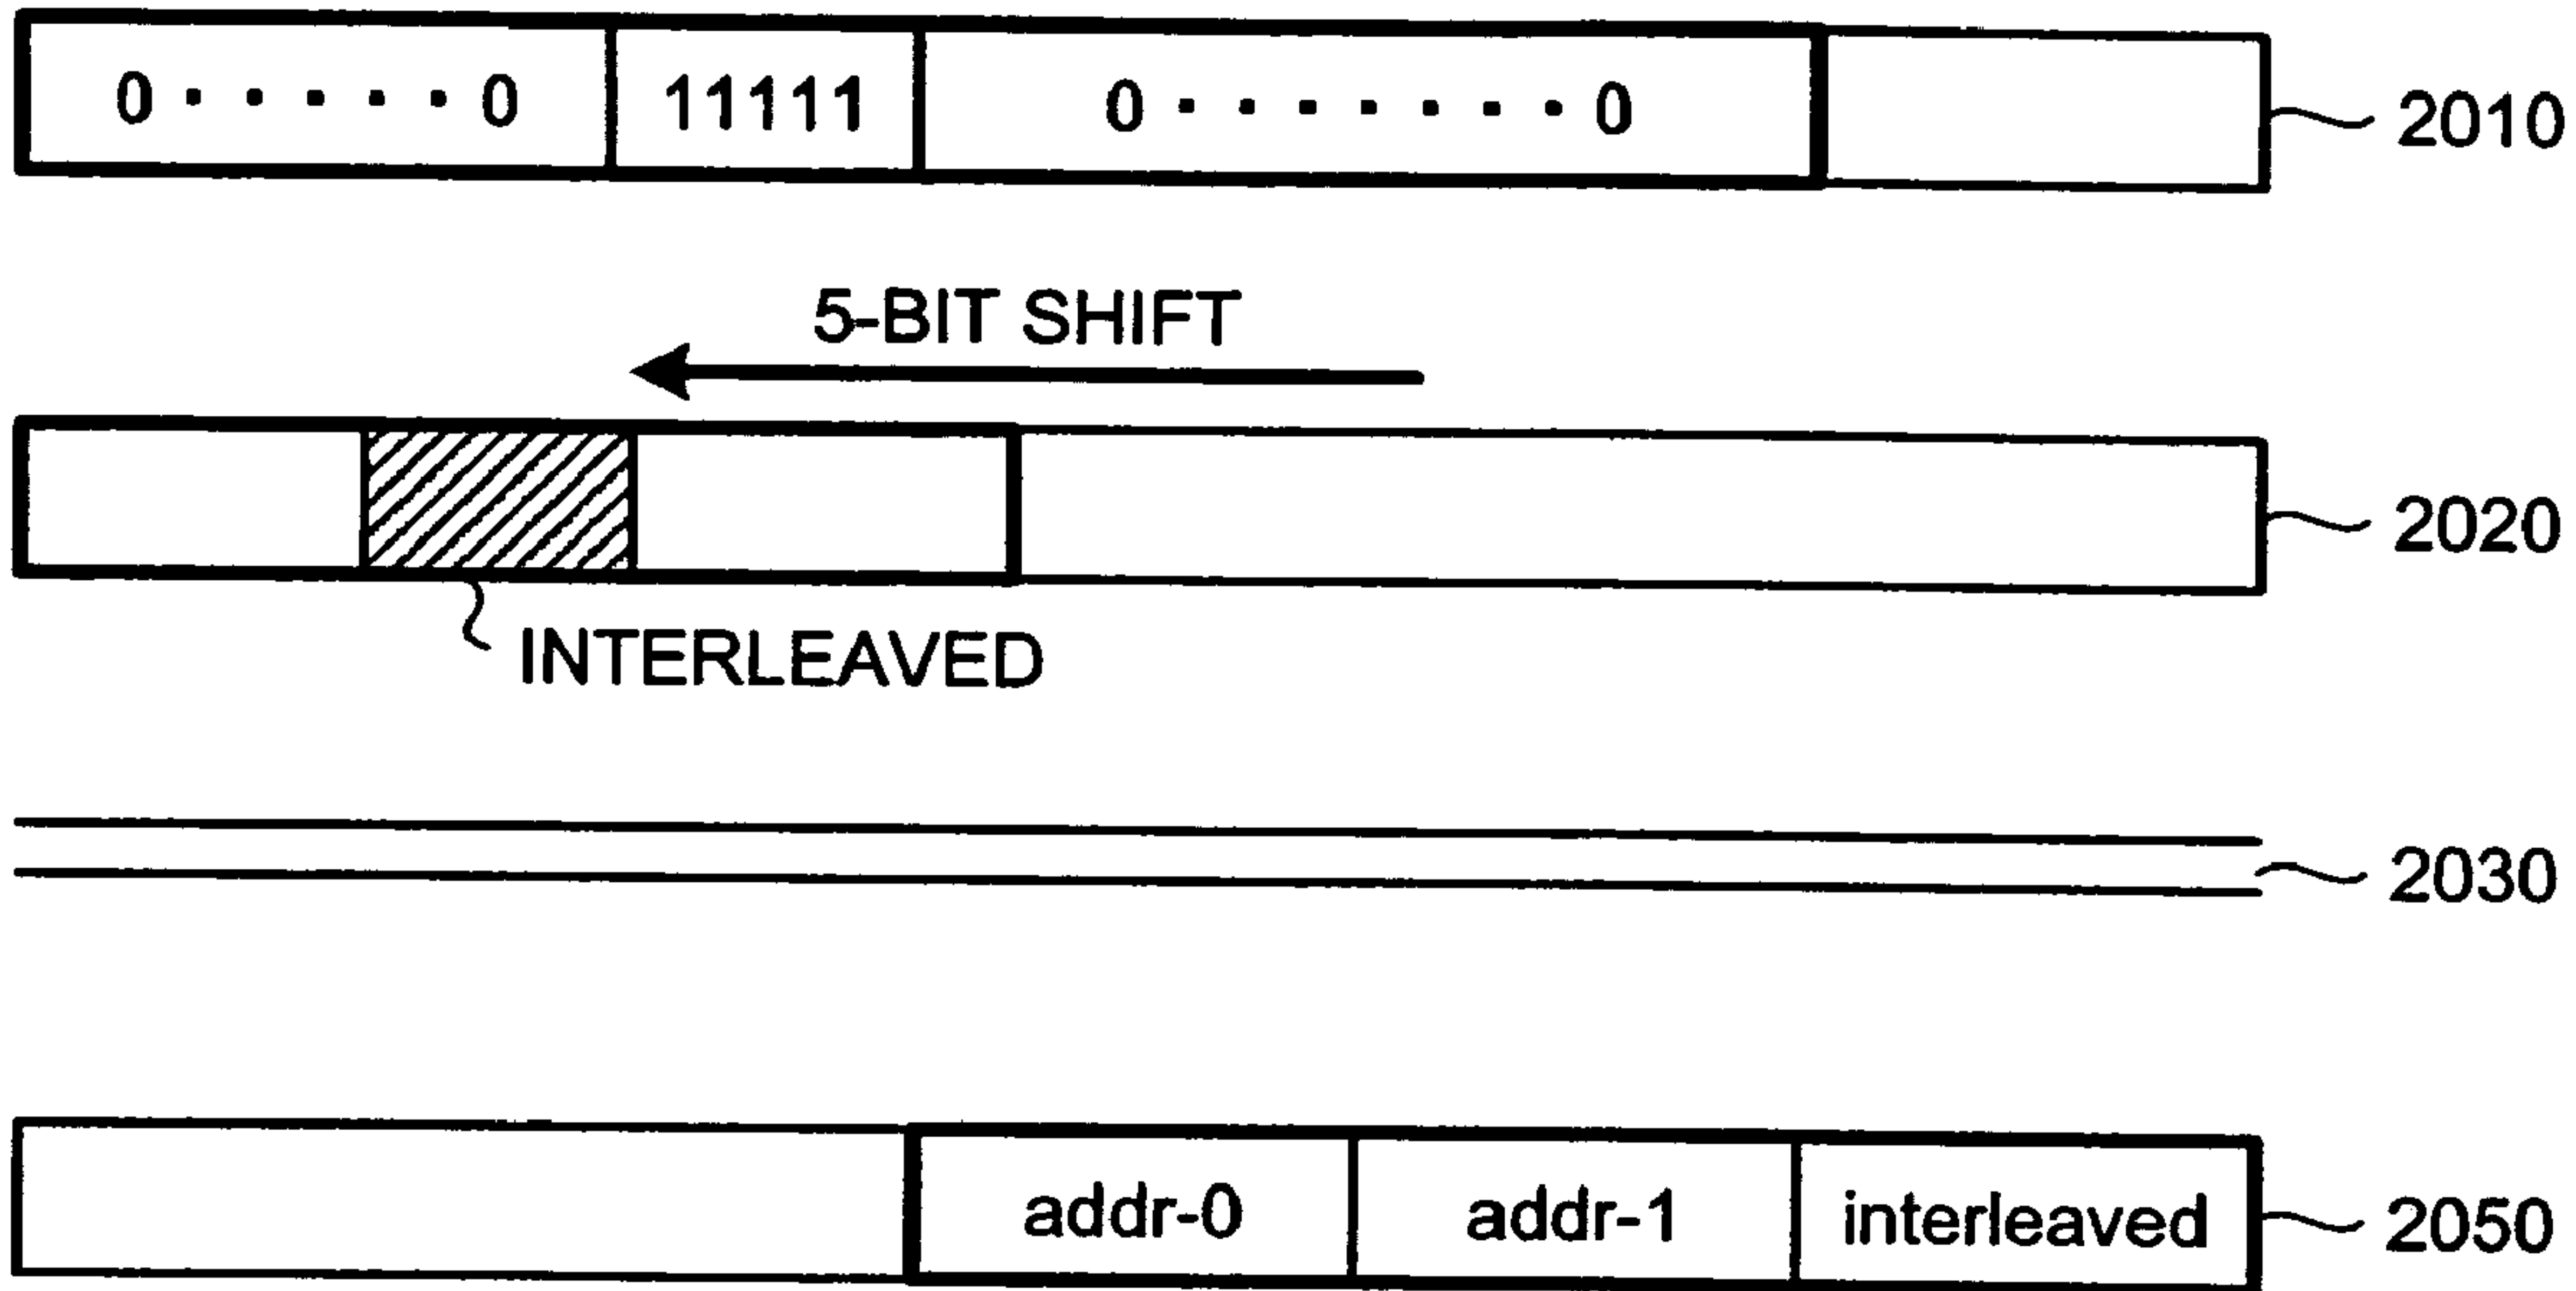 0 · · · · · 0 11111 0 · · · · · · · 0 2010
5-BIT SHIFT
2020
INTERLEAVED
2030
addr-0 addr-1 interleaved 2050